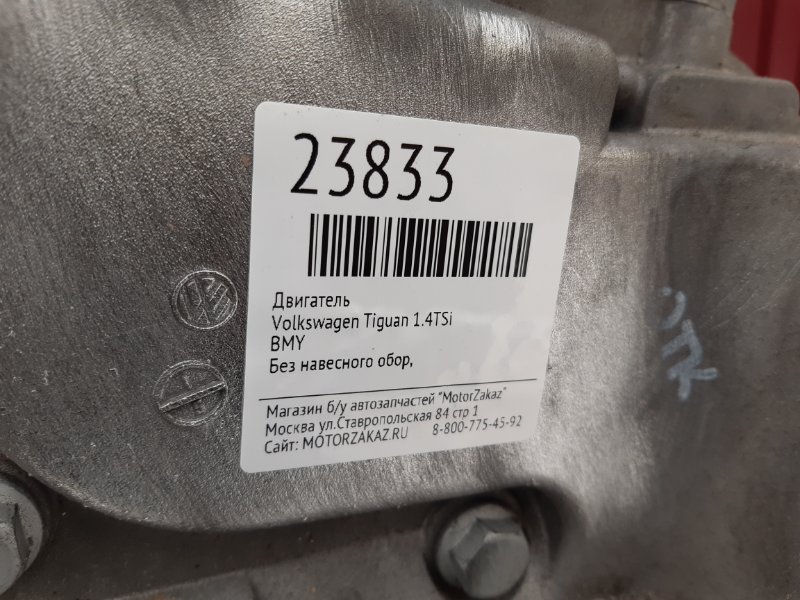 23833
Двигатель
Volkswagen Tiguan 1.4TSi
BMY
Без навесного обор,
Магазин б/у автозапчастей "MotorZakaz"
Москва ул.Ставропольская 84 стр 1
Сайт: MOTORZAKAZ.RU 8-800-775-45-92